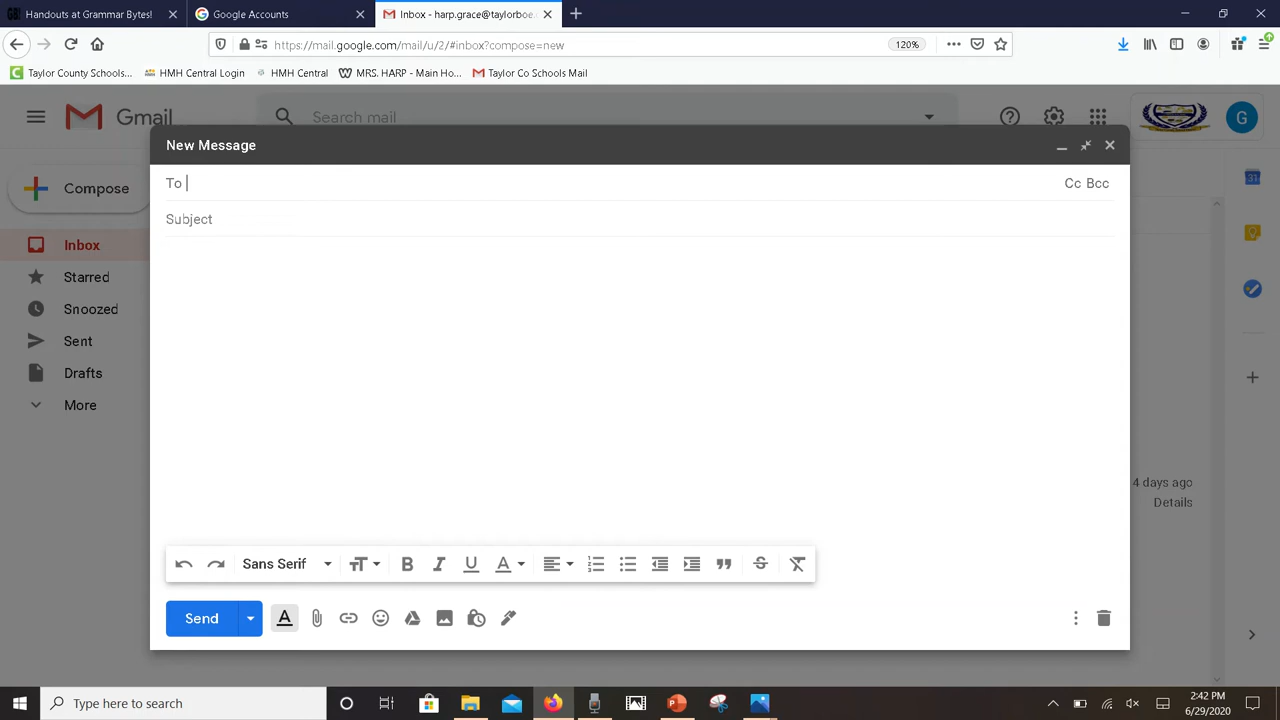 Handouts at Grammar Bytes!
Google Accounts
Inbox - harp.grace@taylorboe.
https://mail.google.com/mail/u/2/#inbox?compose=new
120%
Taylor County Schools...
HMH Central Login
HMH Central
MRS. HARP - Main Ho...
Taylor Co Schools Mail
Gmail
Search mail
G
New Message
Compose
To
Cc Bcc
Subject
Inbox
Starred
Snoozed
Sent
Drafts
More
4 days ago
Details
Sans Serif
Send
Type here to search
2:42 PM
6/29/2020